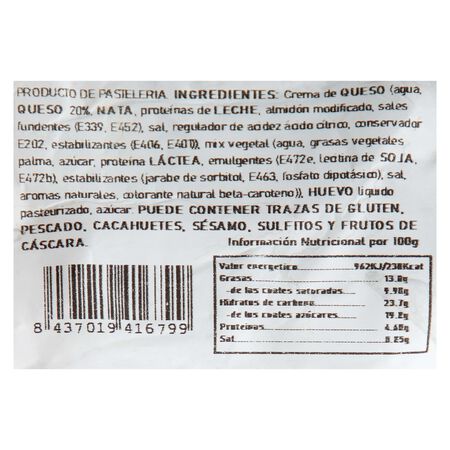 PRODUCTO DE PASTELERIA. INGREDIENTES: Crema de QUESO (agua,
QUESO 20%, NATA, proteínas de LECHE, almidón modificado, sales
fundentes (E339, E452), sal, regulador de acidez ácido cítrico, conservador
E202, estabilizantes (E406, E401)), mix vegetal (agua, grasas vegetales
palma, azúcar, proteína LÁCTEA, emulgentes (E472e, lecitina de SOJA,
E472b), estabilizantes (jarabe de sorbitol, E463, fosfato dipotásico), sal,
aromas naturales, colorante natural beta-caroteno)), HUEVO líquido
pasteurizado, azúcar. PUEDE CONTENER TRAZAS DE GLUTEN,
PESCADO, CACAHUETES, SÉSAMO, SULFITOS Y FRUTOS DE
CÁSCARA.
Información Nutricional por 100g
Valor energético 962KJ/230Kcal
Grasas 13.0g
-de las cuales saturadas. 9.90g
Hidratos de carbono 23.7g
-de los cuales azúcares. 19.2g
Proteínas 4.60g
Sal 0.25g
8 437019 416799